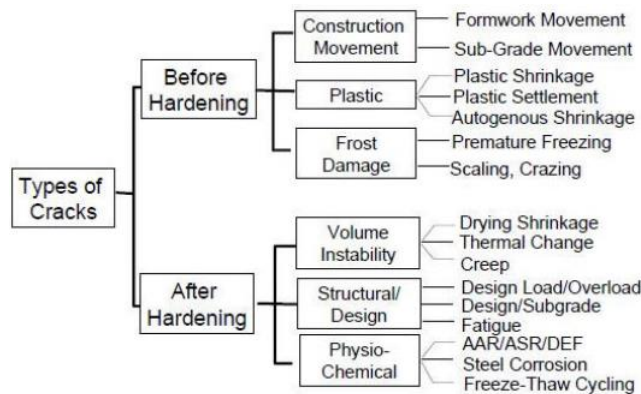 Types of
Cracks
Before
Hardening
Construction
Movement
Formwork Movement
Sub-Grade Movement
Plastic
Plastic Shrinkage
Plastic Settlement
Autogenous Shrinkage
Frost
Damage
Premature Freezing
Scaling, Crazing
After
Hardening
Volume
Instability
Drying Shrinkage
Thermal Change
Creep
Structural/
Design
Design Load/Overload
Design/Subgrade
Fatigue
Physio-
Chemical
AAR/ASR/DEF
Steel Corrosion
Freeze-Thaw Cycling